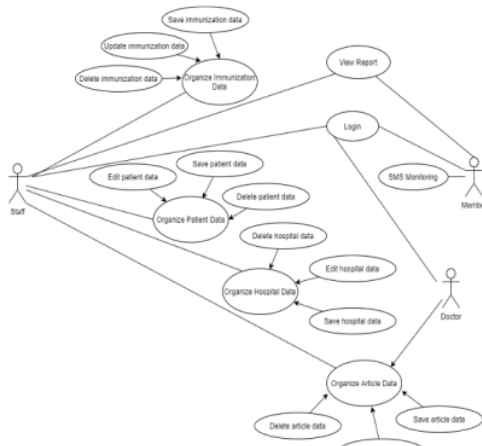 Save immunization data
Update immunization data
Delete immunization data
Organize Immunization
Data
View Report
Login
Save patient data
Edit patient data
SMS Monitoring
Staff
Delete patient data
Organize Patient Data
Delete hospital data
Edit hospital data
Organize Hospital Data
Doctor
Save hospital data
Organize Article Data
Delete article data
Save article data